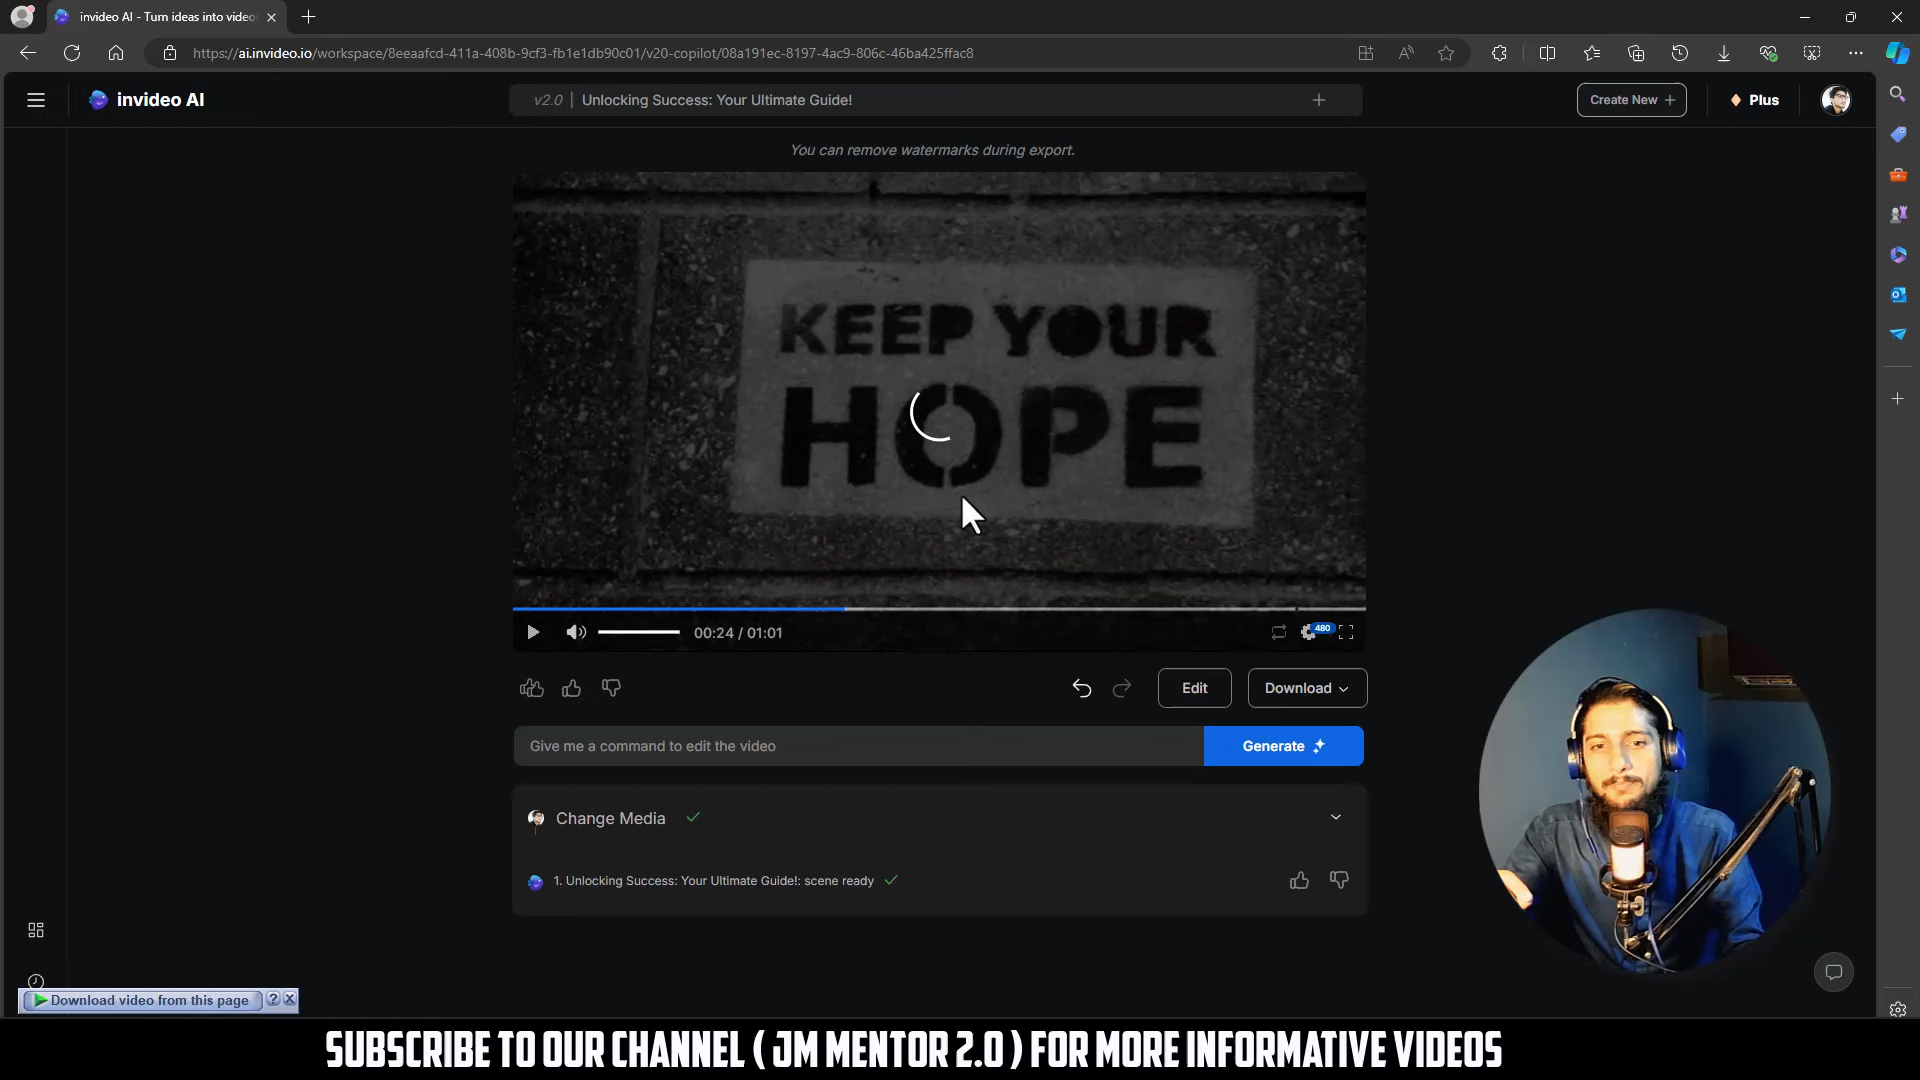 invideo AI - Turn ideas into videos
https://ai.invideo.io/workspace/8eeaafcd-411a-408b-9cf3-fb1e1db90c01/v20-copilot/08a191ec-8197-4ac9-806c-46ba425ffac8
invideo AI
v2.0 | Unlocking Success: Your Ultimate Guide!
Create New +
Plus
You can remove watermarks during export.
KEEP YOUR
HOPE
00:24 / 01:01
480
Edit
Download
Give me a command to edit the video
Generate
Change Media
1. Unlocking Success: Your Ultimate Guide!: scene ready
Download video from this page
SUBSCRIBE TO OUR CHANNEL ( JM MENTOR 2.0 ) FOR MORE INFORMATIVE VIDEOS